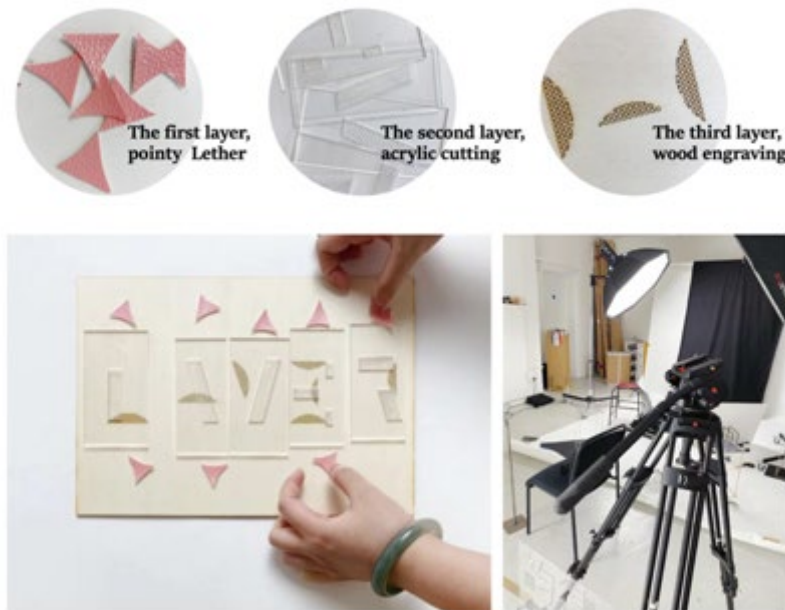 The first layer,
pointy Lether
The second layer,
acrylic cutting
The third layer,
wood engraving
LAYER